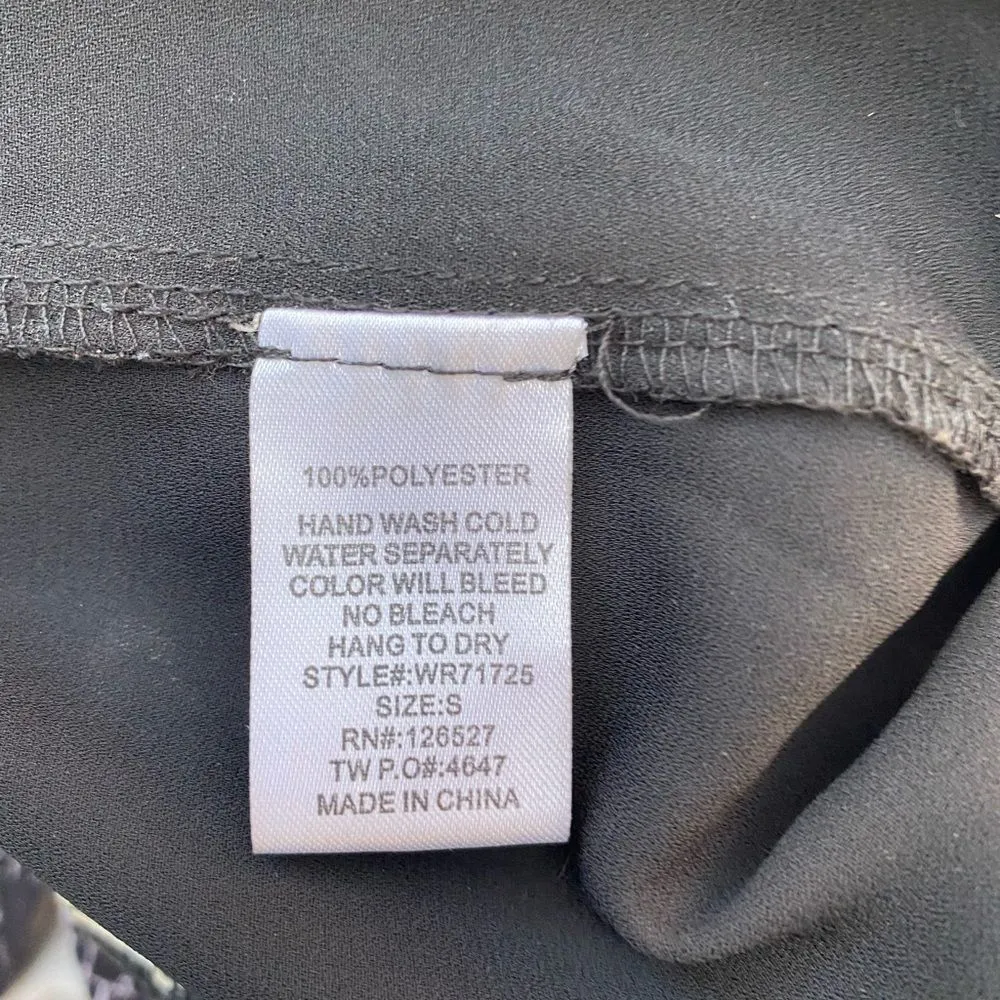 100%POLYESTER
HAND WASH COLD
WATER SEPARATELY
COLOR WILL BLEED
NO BLEACH
HANG TO DRY
STYLE#:WR71725
SIZE:S
RN#:126527
TW P.O#:4647
MADE IN CHINA